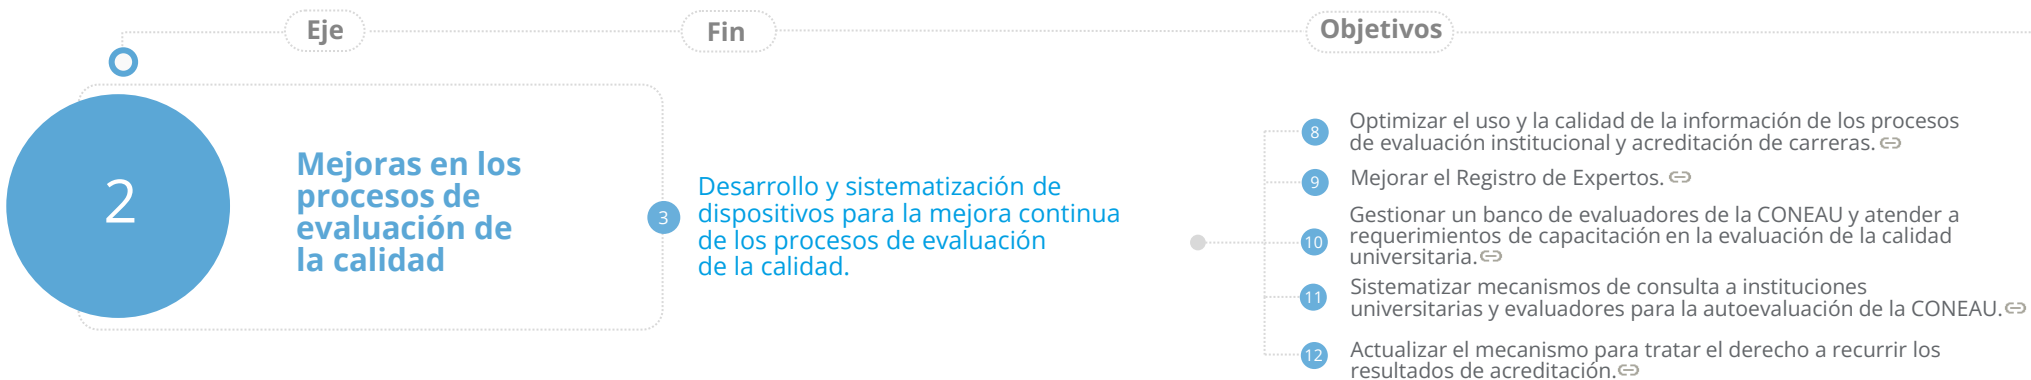 Eje
Fin
Objetivos
2
Mejoras en los
procesos de
evaluación de
la calidad
3
Desarrollo y sistematización de
dispositivos para la mejora continua
de los procesos de evaluación
de la calidad.
8
Optimizar el uso y la calidad de la información de los procesos
de evaluación institucional y acreditación de carreras.
9
Mejorar el Registro de Expertos.
10
Gestionar un banco de evaluadores de la CONEAU y atender a
requerimientos de capacitación en la evaluación de la calidad
universitaria.
11
Sistematizar mecanismos de consulta a instituciones
universitarias y evaluadores para la autoevaluación de la CONEAU.
12
Actualizar el mecanismo para tratar el derecho a recurrir los
resultados de acreditación.